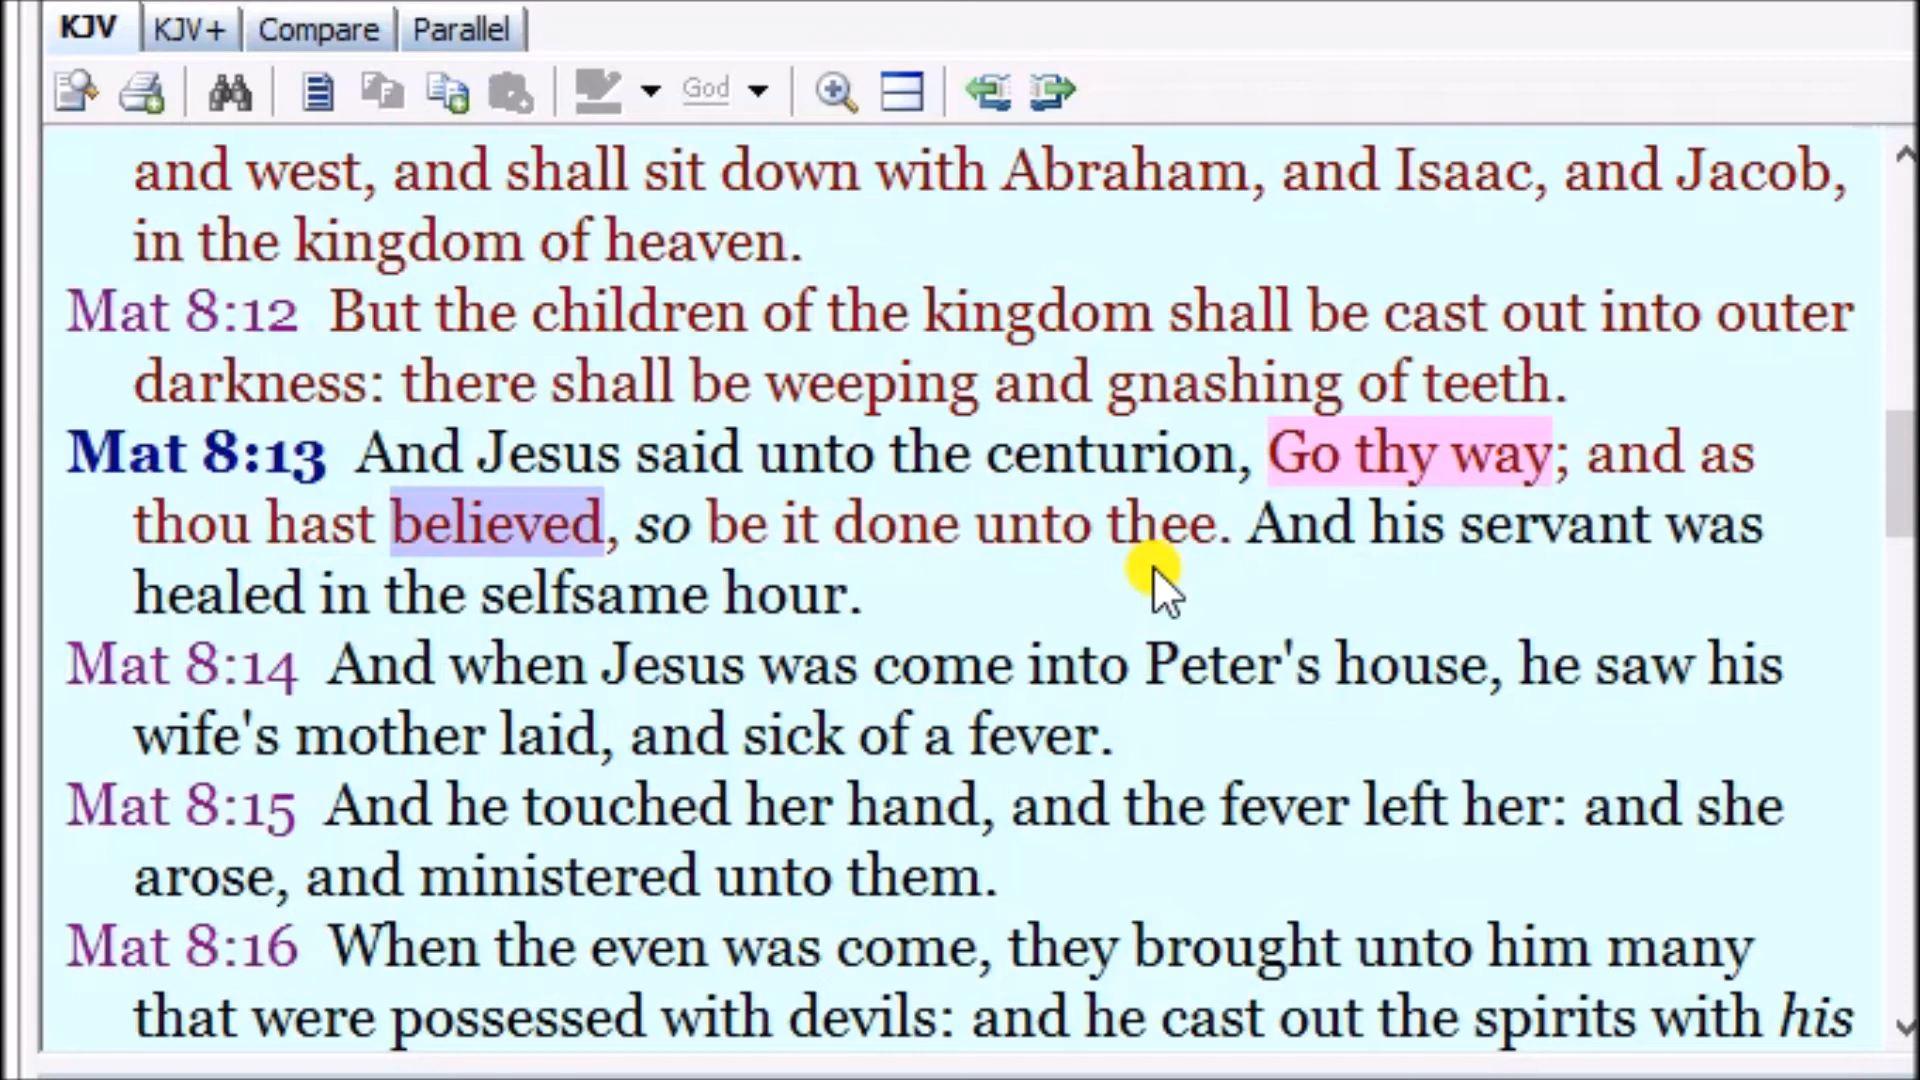 KJV KJV+ Compare Parallel
God
and west, and shall sit down with Abraham, and Isaac, and Jacob,
in the kingdom of heaven.
Mat 8:12 But the children of the kingdom shall be cast out into outer
darkness: there shall be weeping and gnashing of teeth.
Mat 8:13 And Jesus said unto the centurion, Go thy way; and as
thou hast believed, so be it done unto thee. And his servant was
healed in the selfsame hour.
Mat 8:14 And when Jesus was come into Peter's house, he saw his
wife's mother laid, and sick of a fever.
Mat 8:15 And he touched her hand, and the fever left her: and she
arose, and ministered unto them.
Mat 8:16 When the even was come, they brought unto him many
that were possessed with devils: and he cast out the spirits with his